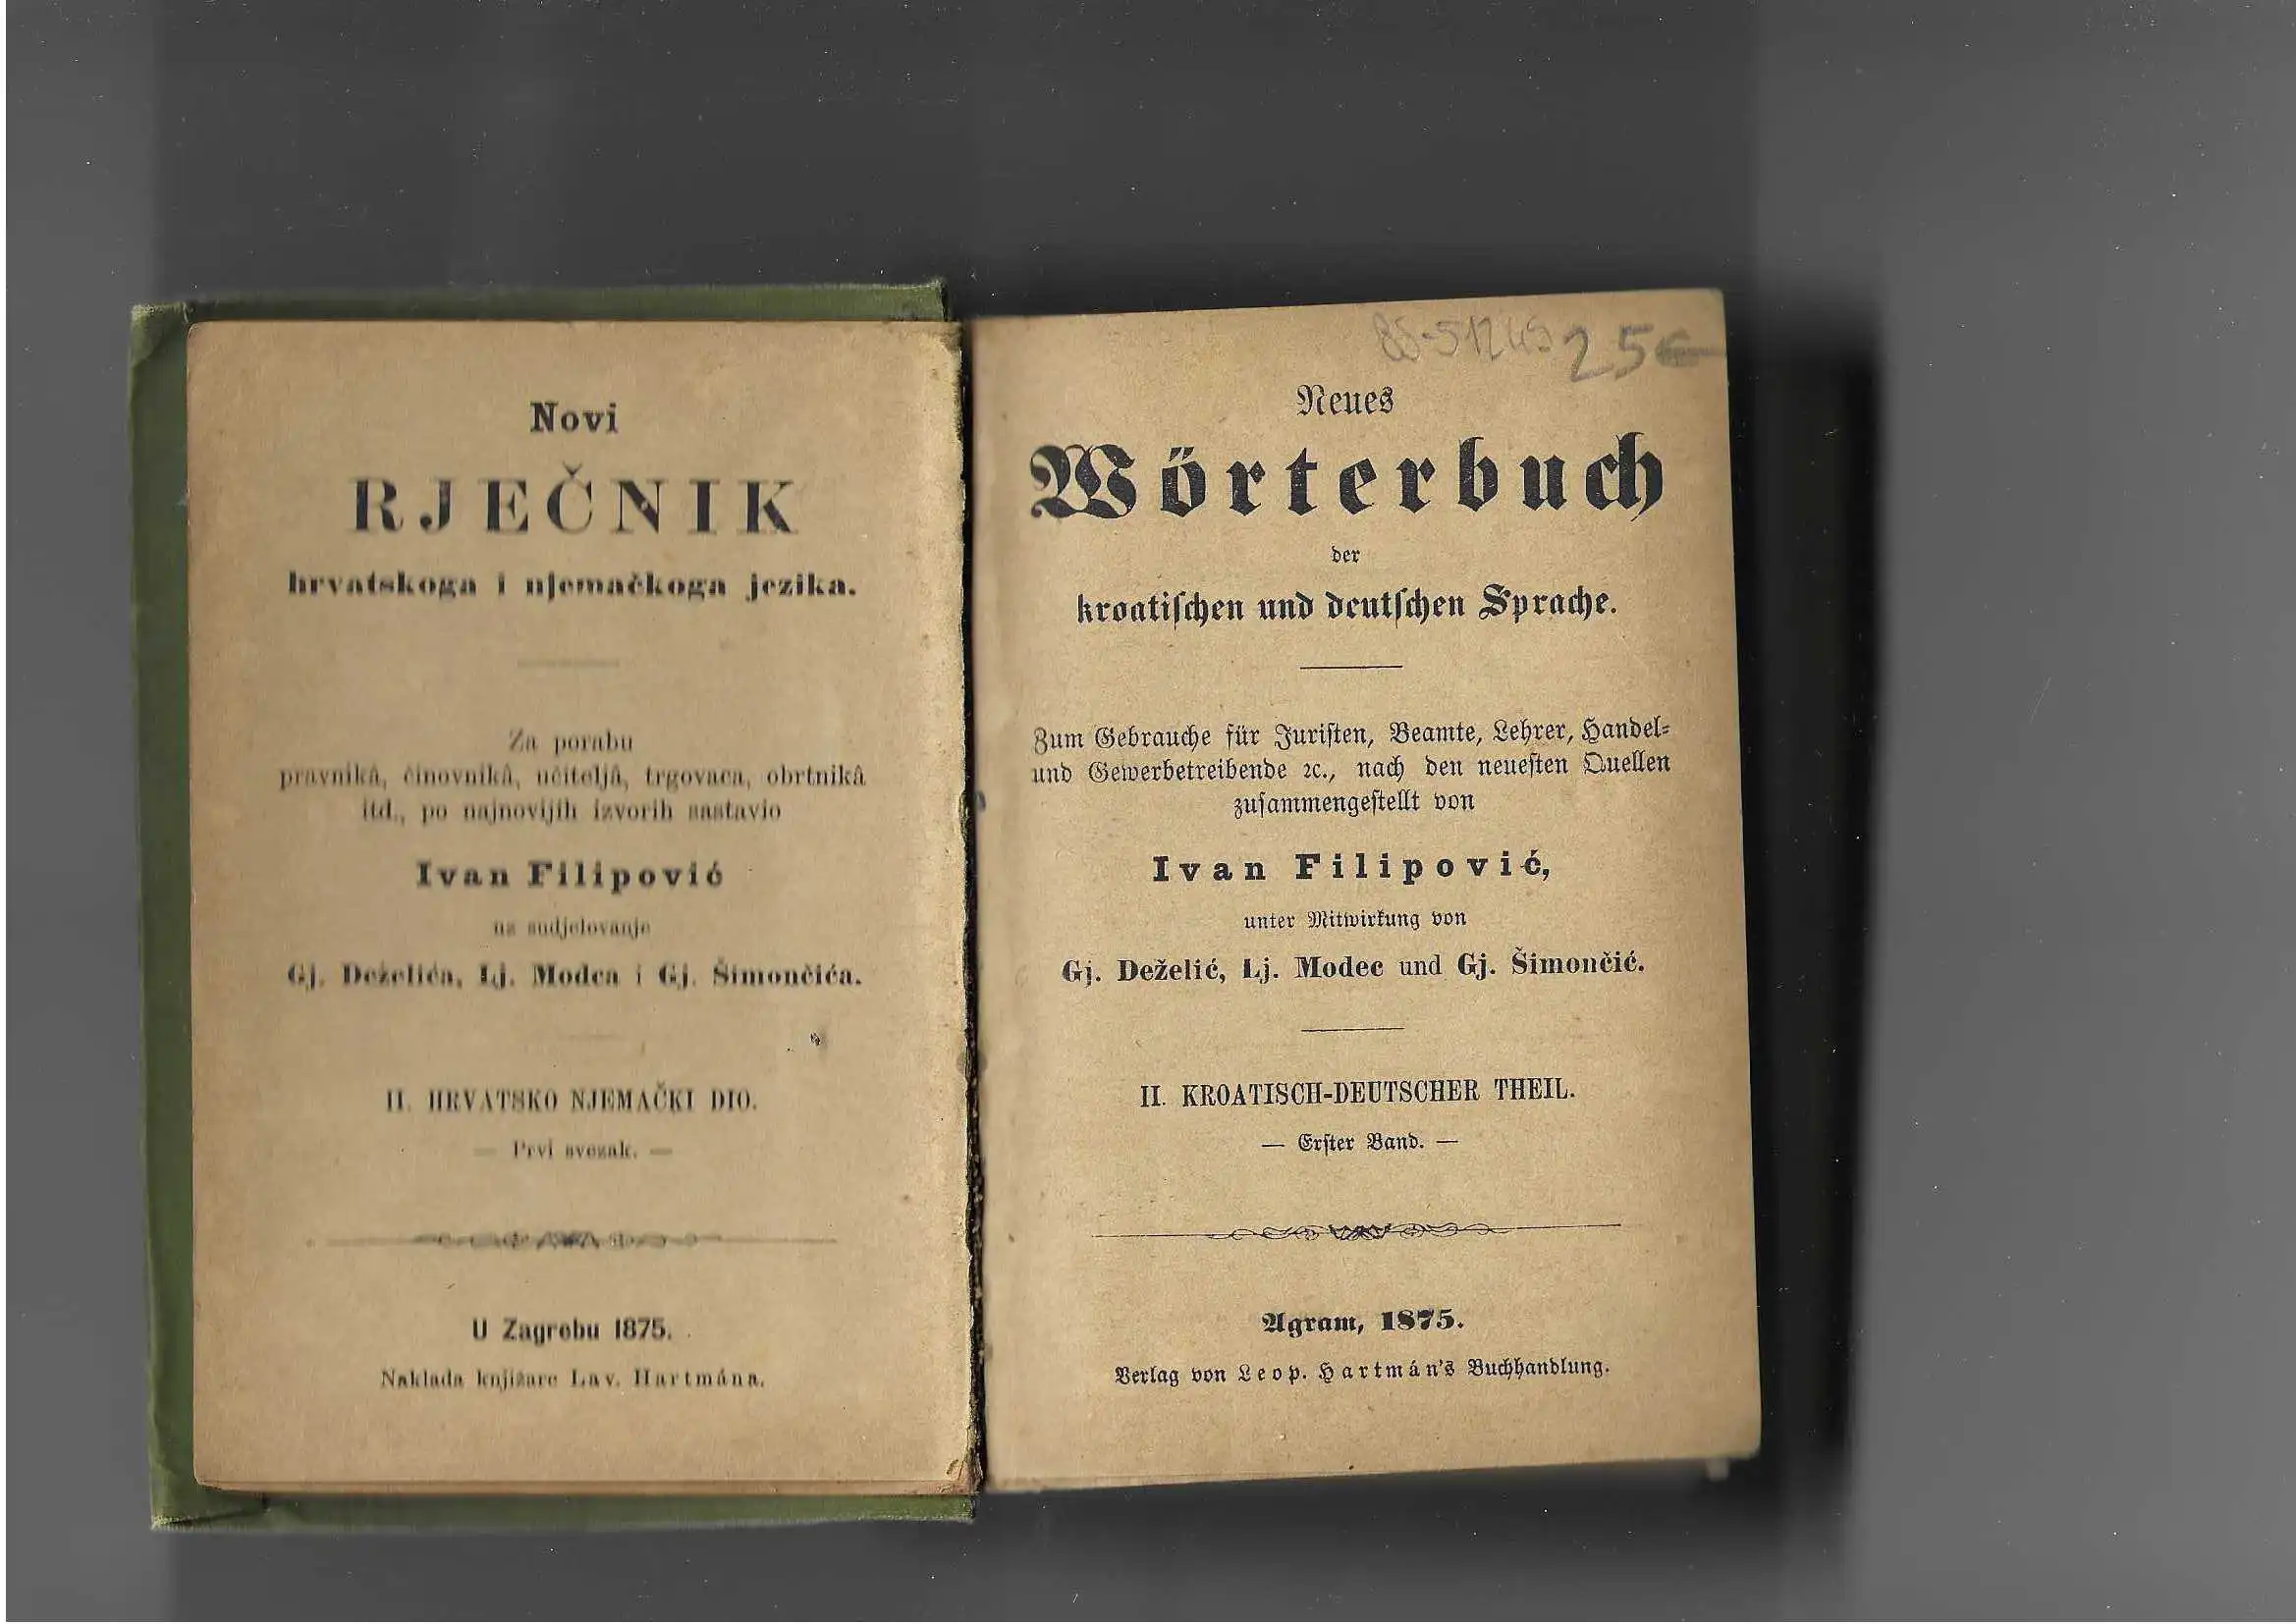 Novi
RJEČNIK
hrvatskoga i njemačkoga jezika.
Za porabu
pravnikâ, činovnikâ, učiteljâ, trgovaca, obrtnikâ
itd., po najnovijih izvorih sastavio
Ivan Filipović
uz sudjelovanje
Gj. Deželića, Lj. Modca i Gj. Šimončića.
II. HRVATSKO NJEMAČKI DIO.
— Prvi svezak. —
U Zagrebu 1875.
Naklada knjižare Lav. Hartmána.
25€
Neues
Wörterbuch
der
kroatischen und deutschen Sprache.
Zum Gebrauche für Juristen, Beamte, Lehrer, Handel-
und Gewerbetreibende ꝛc., nach den neuesten Quellen
zusammengestellt von
Ivan Filipović,
unter Mitwirkung von
Gj. Deželić, Lj. Modec und Gj. Šimončić.
II. KROATISCH-DEUTSCHER THEIL.
— Erster Band. —
Agram, 1875.
Verlag von Leop. Hartmán's Buchhandlung.